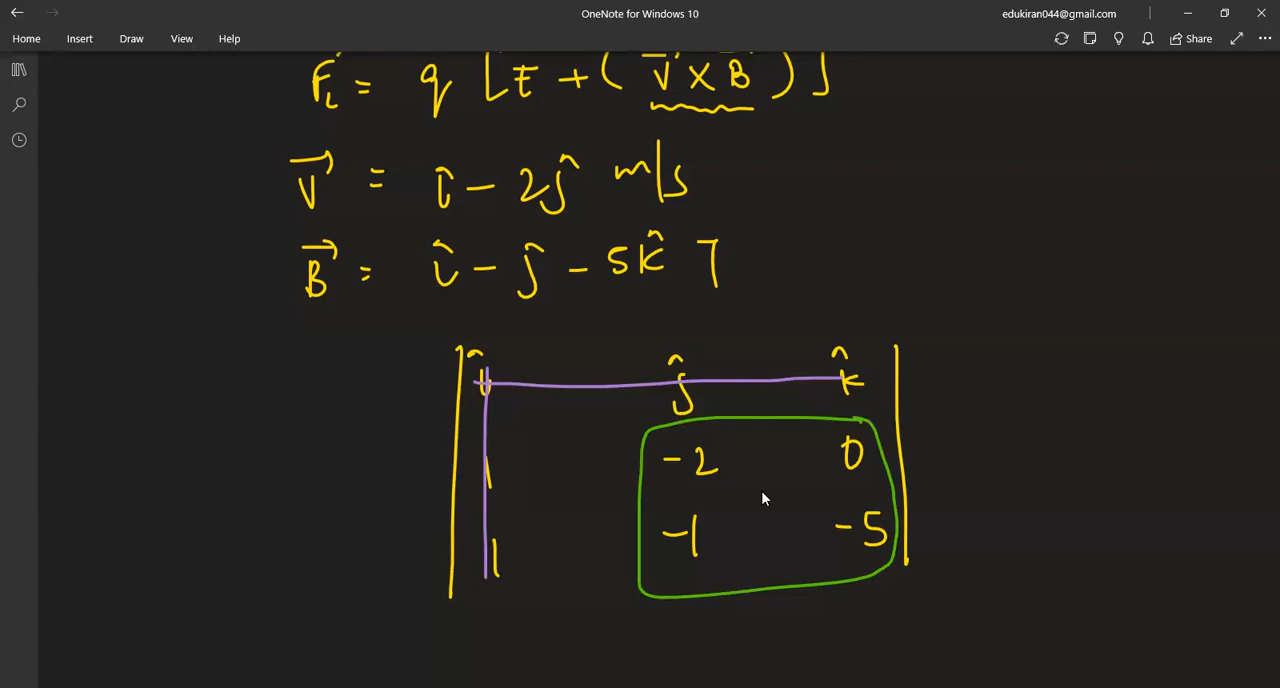 OneNote for Windows 10
edukiran044@gmail.com
Home Insert Draw View Help
Share
F⃗_L = q [E + (V⃗ × B⃗)]
V⃗ = î − 2ĵ m/s
B⃗ = î − ĵ − 5k̂ T
| î ĵ k̂ |
| 1 −2 0 |
| 1 −1 −5 |